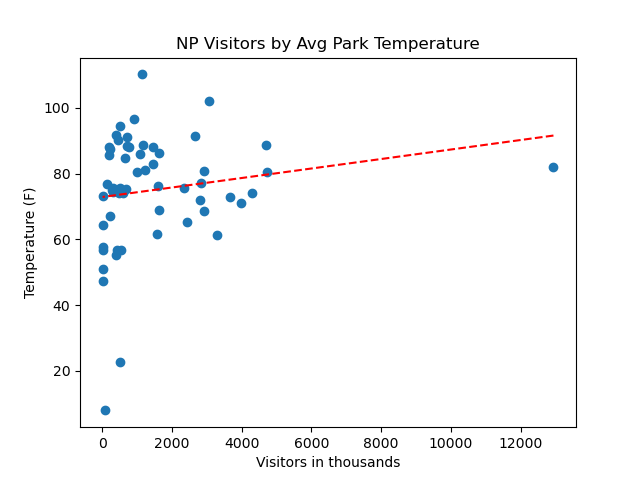 NP Visitors by Avg Park Temperature
Temperature (F)
100
80
60
40
20
0 2000 4000 6000 8000 10000 12000
Visitors in thousands